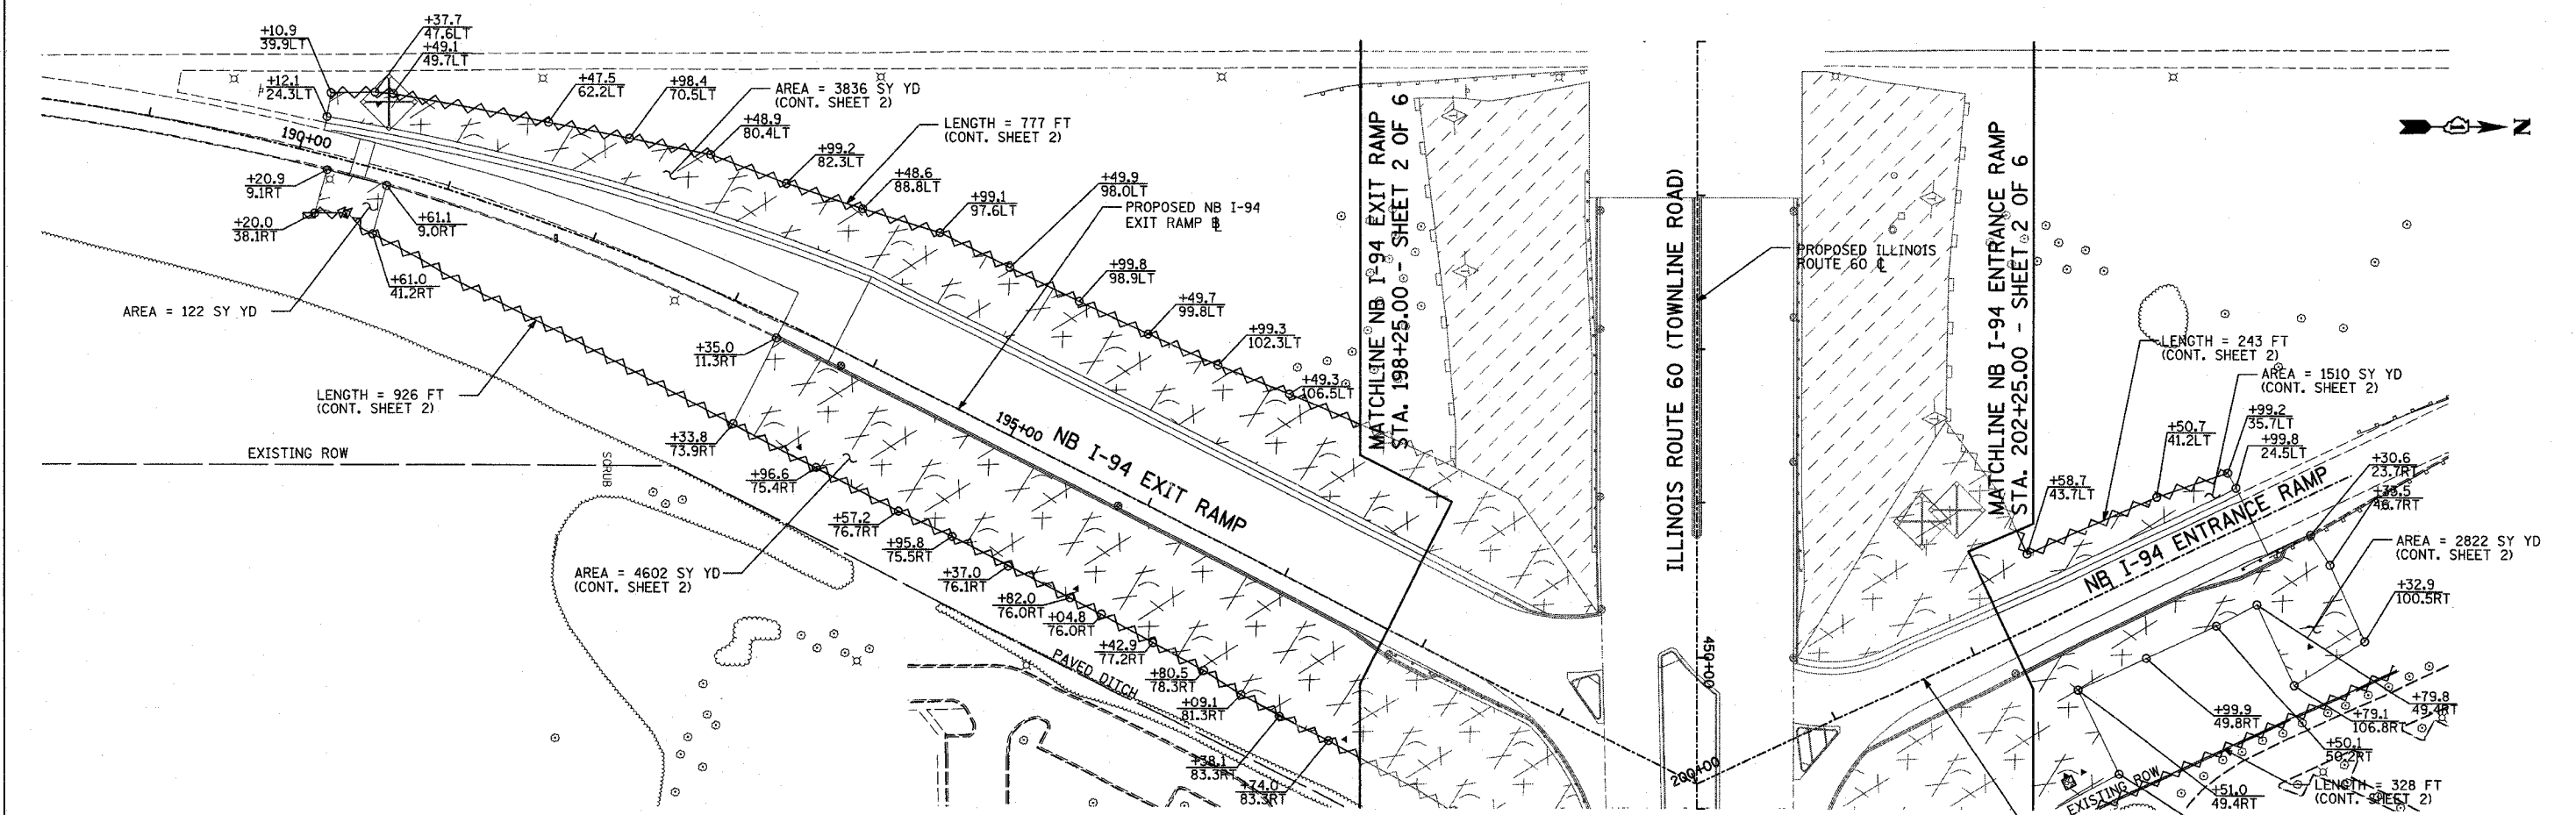 +10.9
39.9LT
+37.7
47.6LT
+49.1
49.7LT
+12.1
24.3LT
+47.5
62.2LT
+98.4
70.5LT
AREA = 3836 SY YD
(CONT. SHEET 2)
+48.9
80.4LT
LENGTH = 777 FT
(CONT. SHEET 2)
+99.2
82.3LT
+48.6
88.8LT
+99.1
97.6LT
+49.9
98.0LT
PROPOSED NB I-94
EXIT RAMP B
+99.8
98.9LT
+49.7
99.8LT
+99.3
102.3LT
+49.3
106.5LT
190+00
+20.9
9.1RT
+20.0
38.1RT
+61.1
9.0RT
+61.0
41.2RT
AREA = 122 SY YD
LENGTH = 926 FT
(CONT. SHEET 2)
EXISTING ROW
SCRUB
+35.0
11.3RT
+33.8
73.9RT
+96.6
75.4RT
+57.2
76.7RT
+95.8
75.5RT
+37.0
76.1RT
+82.0
76.0RT
+04.8
76.0RT
+42.9
77.2RT
+80.5
78.3RT
+09.1
81.3RT
+38.1
83.3RT
+74.0
83.3RT
AREA = 4602 SY YD
(CONT. SHEET 2)
PAVED DITCH
195+00
NB I-94 EXIT RAMP
MATCHLINE NB I-94 EXIT RAMP
STA. 198+25.00 - SHEET 2 OF 6
ILLINOIS ROUTE 60 (TOWNLINE ROAD)
PROPOSED ILLINOIS
ROUTE 60 CL
450+00
200+00
MATCHLINE NB I-94 ENTRANCE RAMP
STA. 202+25.00 - SHEET 2 OF 6
N
LENGTH = 243 FT
(CONT. SHEET 2)
AREA = 1510 SY YD
(CONT. SHEET 2)
+99.2
35.7LT
+50.7
41.2LT
+99.8
24.5LT
+58.7
43.7LT
+30.6
23.7RT
+33.5
46.7RT
NB I-94 ENTRANCE RAMP
AREA = 2822 SY YD
(CONT. SHEET 2)
+32.9
100.5RT
+79.8
49.4RT
+99.9
49.8RT
+79.1
106.8RT
+50.1
50.2RT
+51.0
49.4RT
EXISTING ROW
LENGTH = 328 FT
(CONT. SHEET 2)